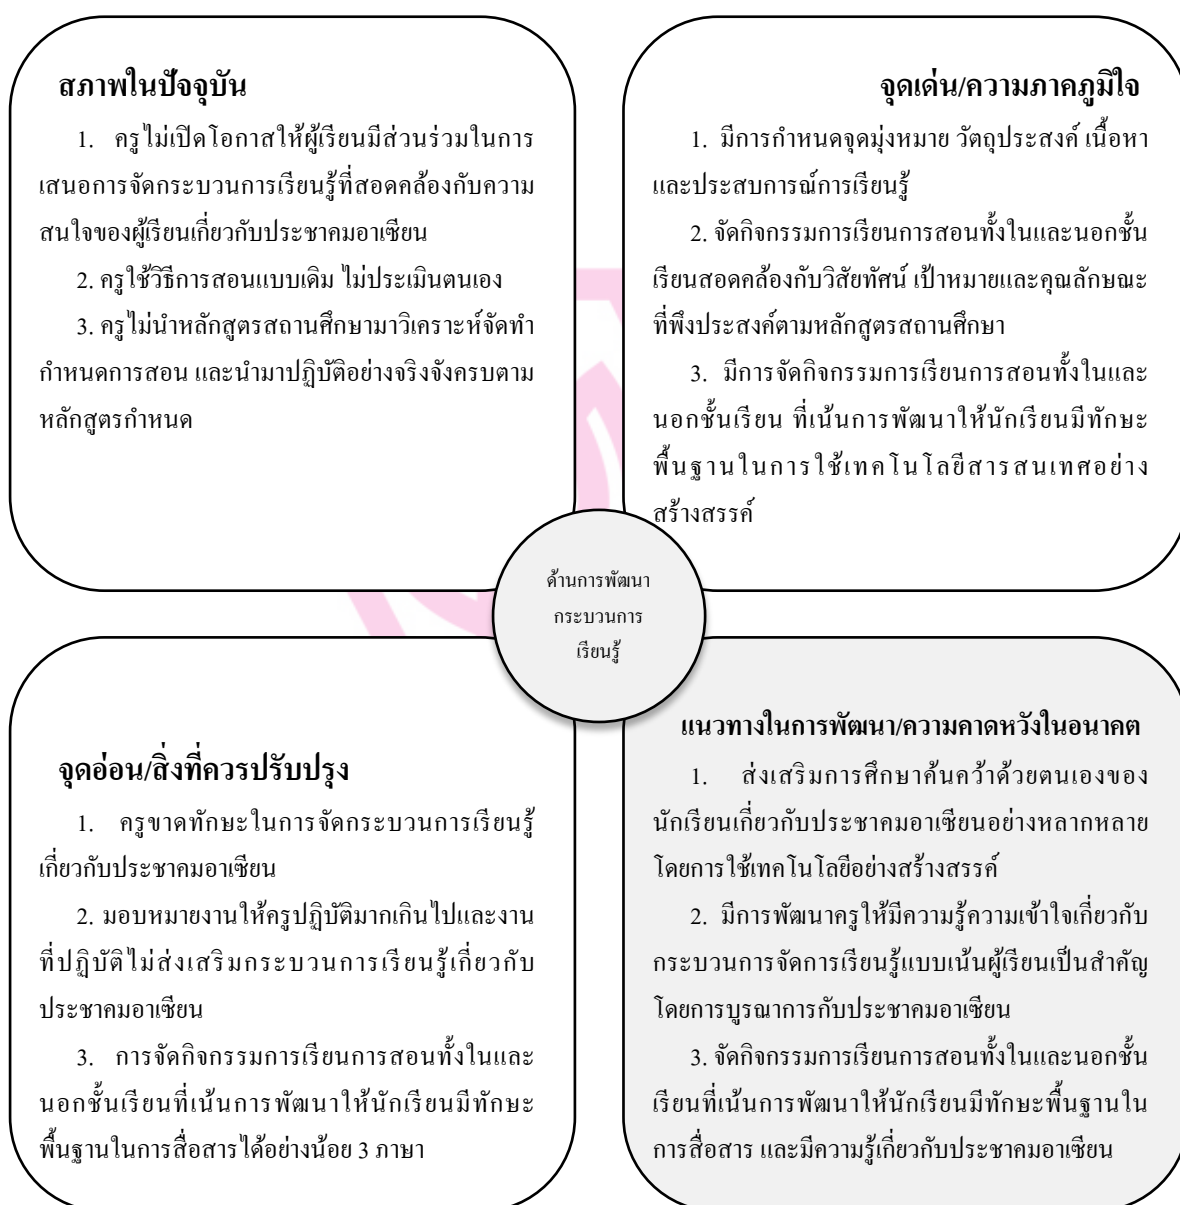 สภาพในปัจจุบัน
1. ครูไม่เปิดโอกาสให้ผู้เรียนมีส่วนร่วมในการ
เสนอการจัดกระบวนการเรียนรู้ที่สอดคล้องกับความ
สนใจของผู้เรียนเกี่ยวกับประชาคมอาเซียน
2. ครูใช้วิธีการสอนแบบเดิม ไม่ประเมินตนเอง
3. ครูไม่นำหลักสูตรสถานศึกษามาวิเคราะห์จัดทำ
กำหนดการสอน และนำมาปฏิบัติอย่างจริงจังครบตาม
หลักสูตรกำหนด
จุดเด่น/ความภาคภูมิใจ
1. มีการกำหนดจุดมุ่งหมาย วัตถุประสงค์ เนื้อหา
และประสบการณ์การเรียนรู้
2. จัดกิจกรรมการเรียนการสอนทั้งในและนอกชั้น
เรียนสอดคล้องกับวิสัยทัศน์ เป้าหมายและคุณลักษณะ
ที่พึงประสงค์ตามหลักสูตรสถานศึกษา
3. มีการจัดกิจกรรมการเรียนการสอนทั้งในและ
นอกชั้นเรียน ที่เน้นการพัฒนาให้นักเรียนมีทักษะ
พื้นฐานในการใช้เทคโนโลยีสารสนเทศอย่าง
สร้างสรรค์
ด้านการพัฒนา
กระบวนการ
เรียนรู้
จุดอ่อน/สิ่งที่ควรปรับปรุง
1. ครูขาดทักษะในการจัดกระบวนการเรียนรู้
เกี่ยวกับประชาคมอาเซียน
2. มอบหมายงานให้ครูปฏิบัติมากเกินไปและงาน
ที่ปฏิบัติไม่ส่งเสริมกระบวนการเรียนรู้เกี่ยวกับ
ประชาคมอาเซียน
3. การจัดกิจกรรมการเรียนการสอนทั้งในและ
นอกชั้นเรียนที่เน้นการพัฒนาให้นักเรียนมีทักษะ
พื้นฐานในการสื่อสารได้อย่างน้อย 3 ภาษา
แนวทางในการพัฒนา/ความคาดหวังในอนาคต
1. ส่งเสริมการศึกษาค้นคว้าด้วยตนเองของ
นักเรียนเกี่ยวกับประชาคมอาเซียนอย่างหลากหลาย
โดยการใช้เทคโนโลยีอย่างสร้างสรรค์
2. มีการพัฒนาครูให้มีความรู้ความเข้าใจเกี่ยวกับ
กระบวนการจัดการเรียนรู้แบบเน้นผู้เรียนเป็นสำคัญ
โดยการบูรณาการกับประชาคมอาเซียน
3. จัดกิจกรรมการเรียนการสอนทั้งในและนอกชั้น
เรียนที่เน้นการพัฒนาให้นักเรียนมีทักษะพื้นฐานใน
การสื่อสาร และมีความรู้เกี่ยวกับประชาคมอาเซียน